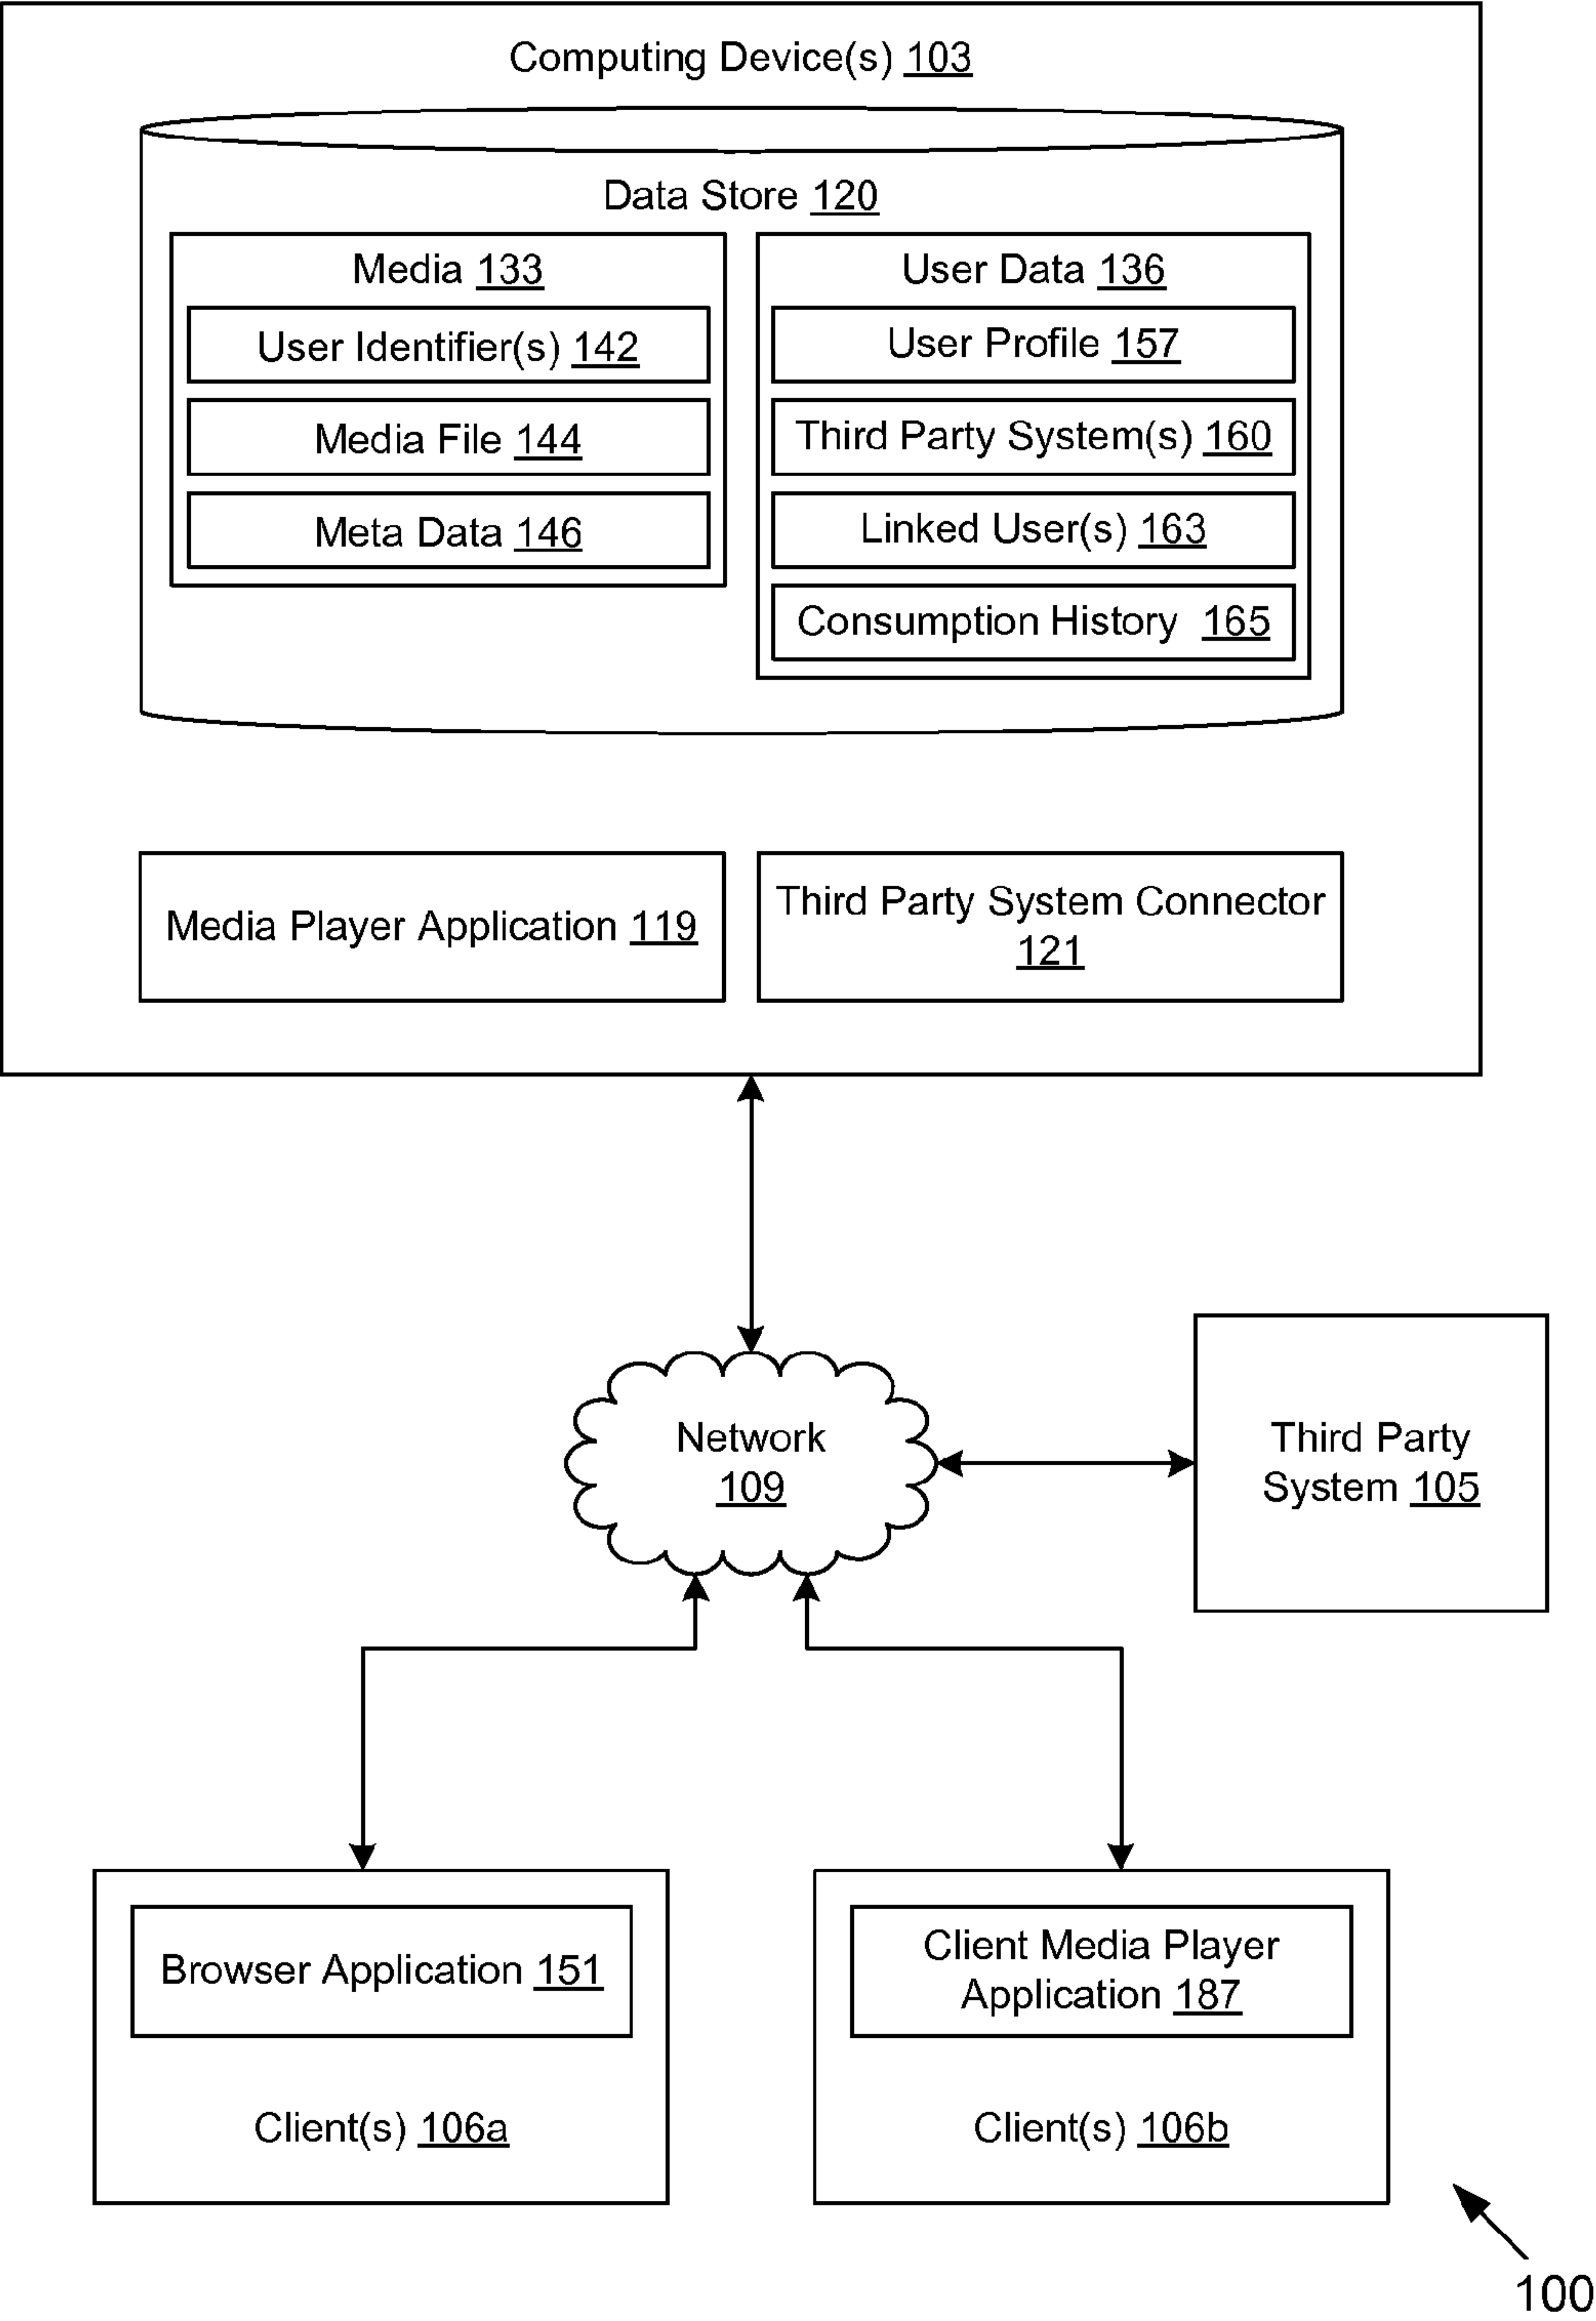 Computing Device(s) 103
Data Store 120
Media 133
User Identifier(s) 142
Media File 144
Meta Data 146
User Data 136
User Profile 157
Third Party System(s) 160
Linked User(s) 163
Consumption History 165
Media Player Application 119
Third Party System Connector
121
Network
109
Third Party
System 105
Browser Application 151
Client(s) 106a
Client Media Player
Application 187
Client(s) 106b
100